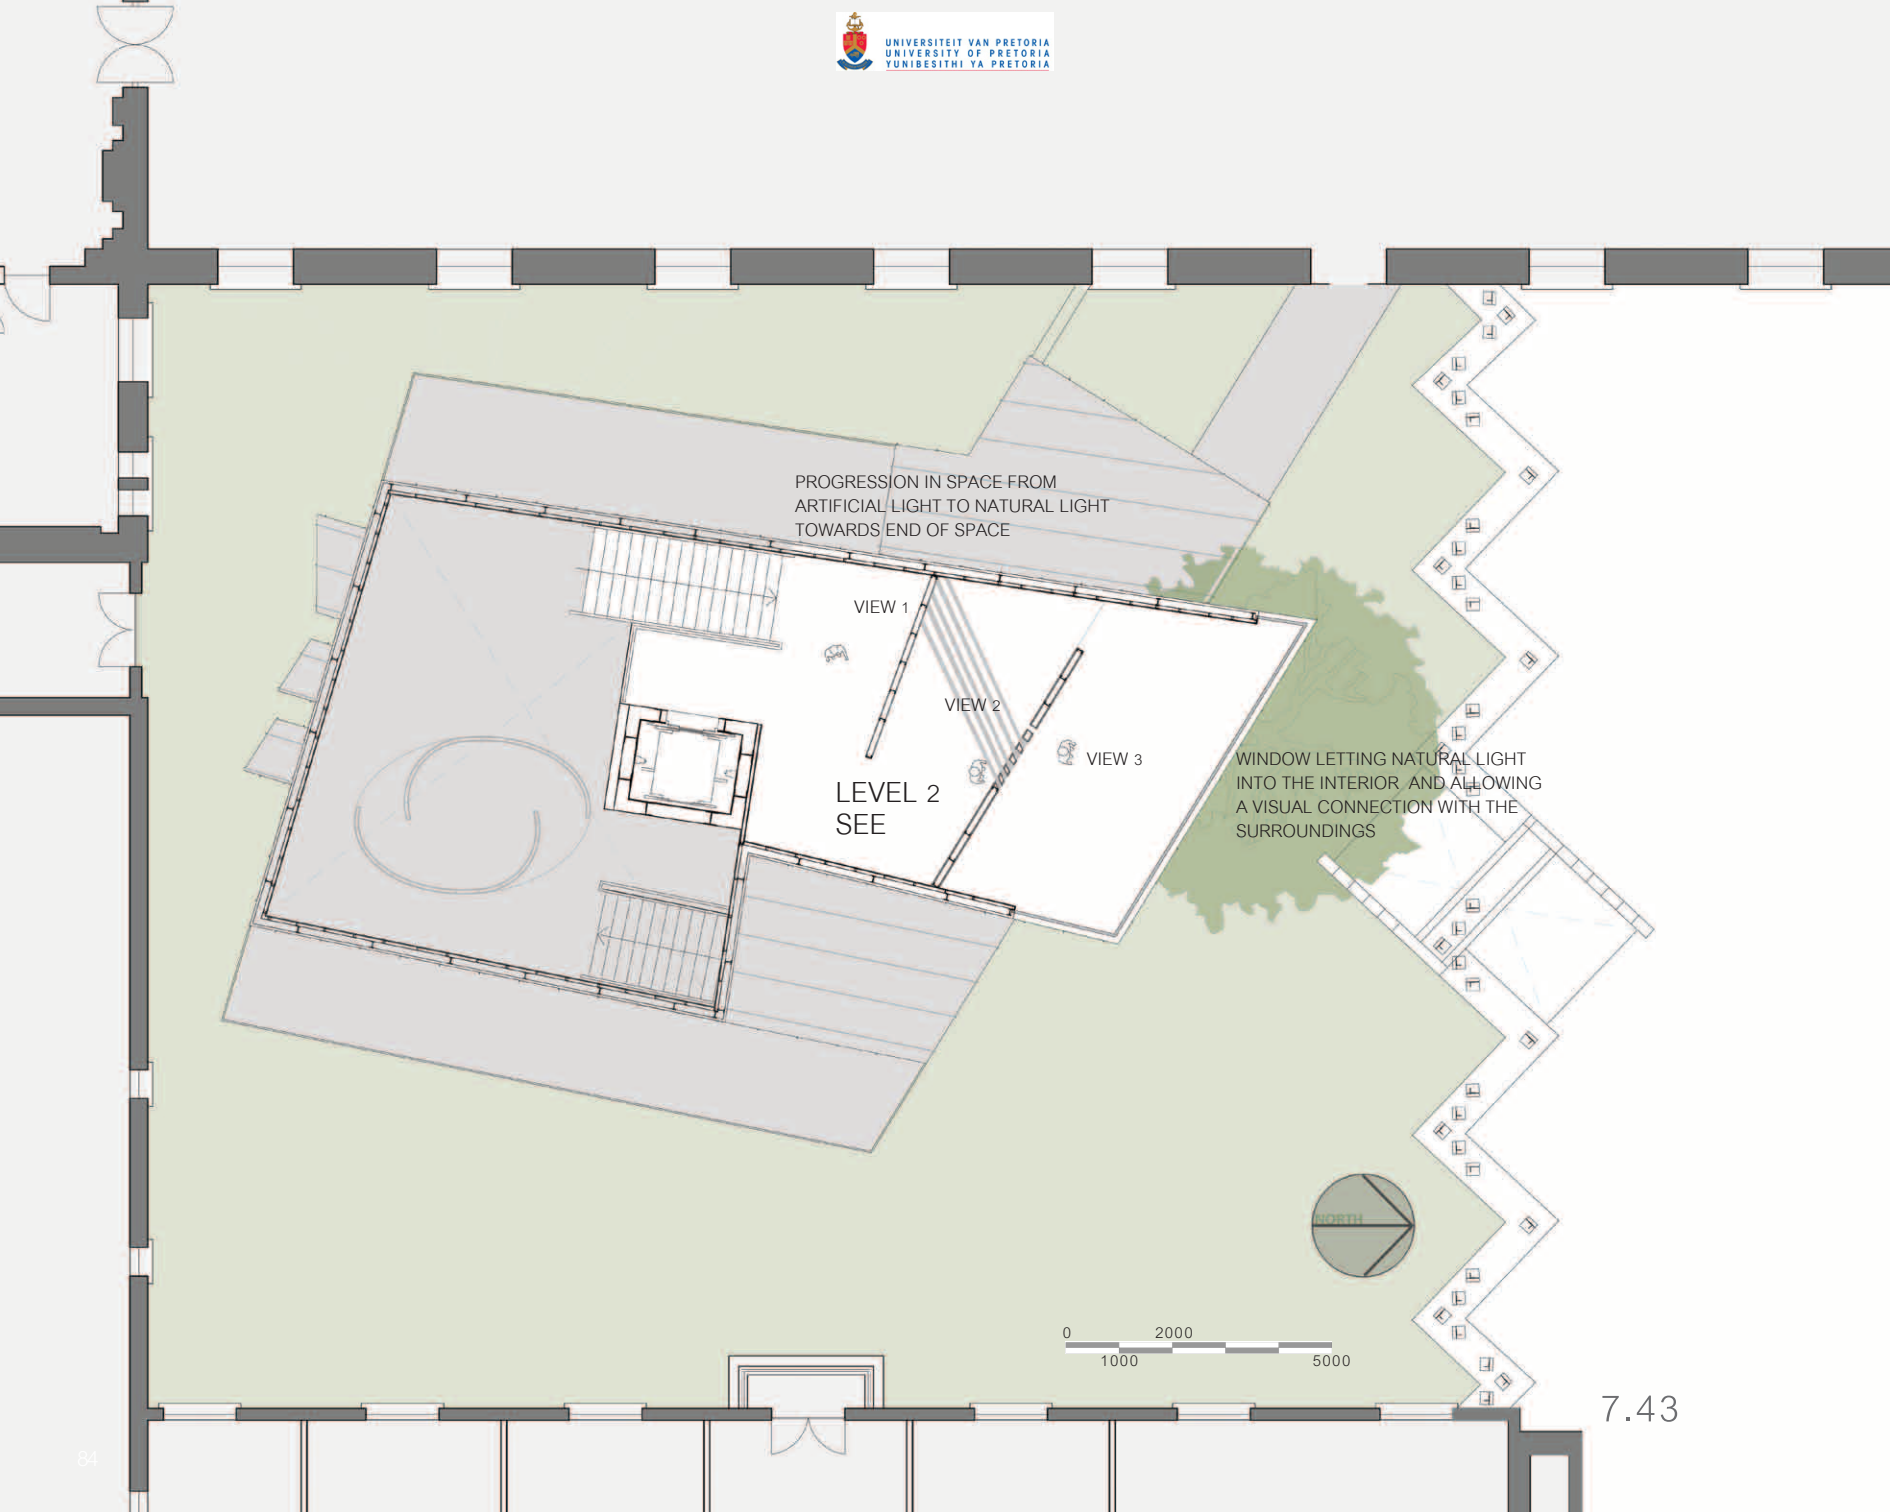 UNIVERSITEIT VAN PRETORIA
UNIVERSITY OF PRETORIA
YUNIBESITHI YA PRETORIA
PROGRESSION IN SPACE FROM
ARTIFICIAL LIGHT TO NATURAL LIGHT
TOWARDS END OF SPACE
VIEW 1
VIEW 2
VIEW 3
WINDOW LETTING NATURAL LIGHT
INTO THE INTERIOR AND ALLOWING
A VISUAL CONNECTION WITH THE
SURROUNDINGS
LEVEL 2
SEE
NORTH
0 2000
1000 5000
7.43
84